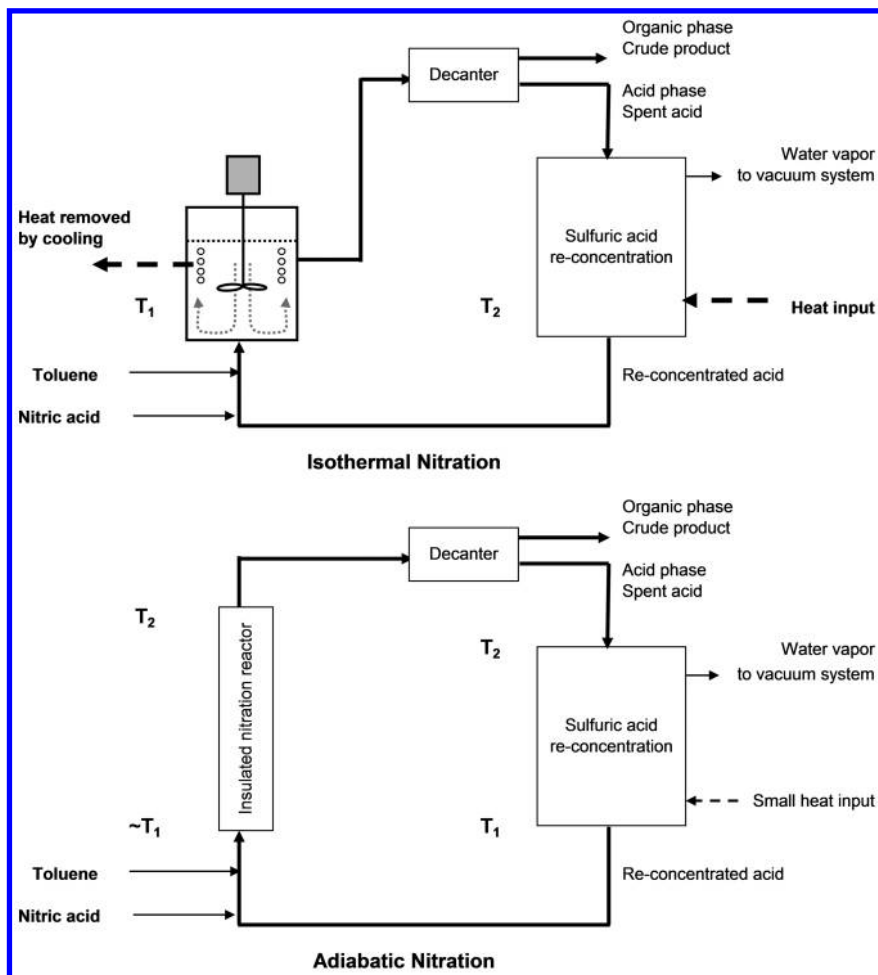 Organic phase
Crude product
Decanter
Acid phase
Spent acid
Water vapor
to vacuum system
Heat removed
by cooling
Sulfuric acid
re-concentration
T1
T2
Heat input
Toluene
Re-concentrated acid
Nitric acid
Isothermal Nitration
Organic phase
Crude product
Decanter
Acid phase
Spent acid
T2
T2
Water vapor
to vacuum system
Insulated nitration reactor
Sulfuric acid
re-concentration
Small heat input
~T1
T1
Toluene
Re-concentrated acid
Nitric acid
Adiabatic Nitration